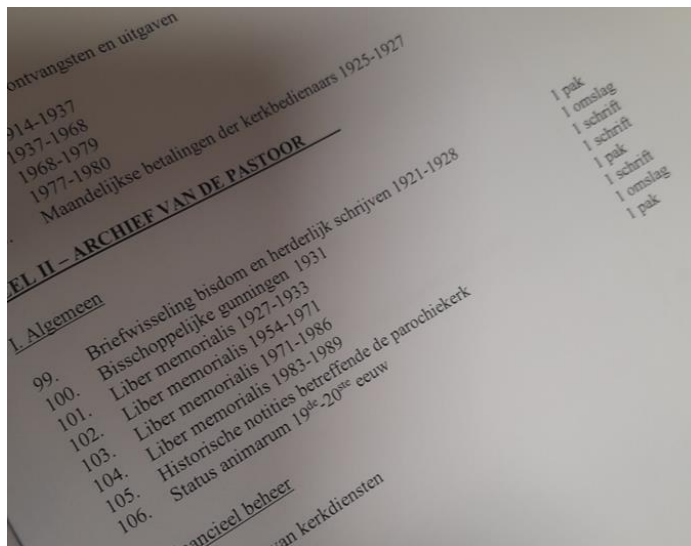 ontvangsten en uitgaven
914-1937
1937-1968
1968-1979
1977-1980
Maandelijkse betalingen der kerkbedienaars 1925-1927
EL II – ARCHIEF VAN DE PASTOOR
I. Algemeen
99. Briefwisseling bisdom en herderlijk schrijven 1921-1928 1 pak
100. Bisschoppelijke gunningen 1931 1 omslag
101. Liber memorialis 1927-1933 1 schrift
102. Liber memorialis 1954-1971 1 schrift
103. Liber memorialis 1971-1986 1 pak
104. Liber memorialis 1983-1989 1 schrift
105. Historische notities betreffende de parochiekerk 1 omslag
106. Status animarum 19de-20ste eeuw 1 pak
ancieel beheer
an kerkdiensten